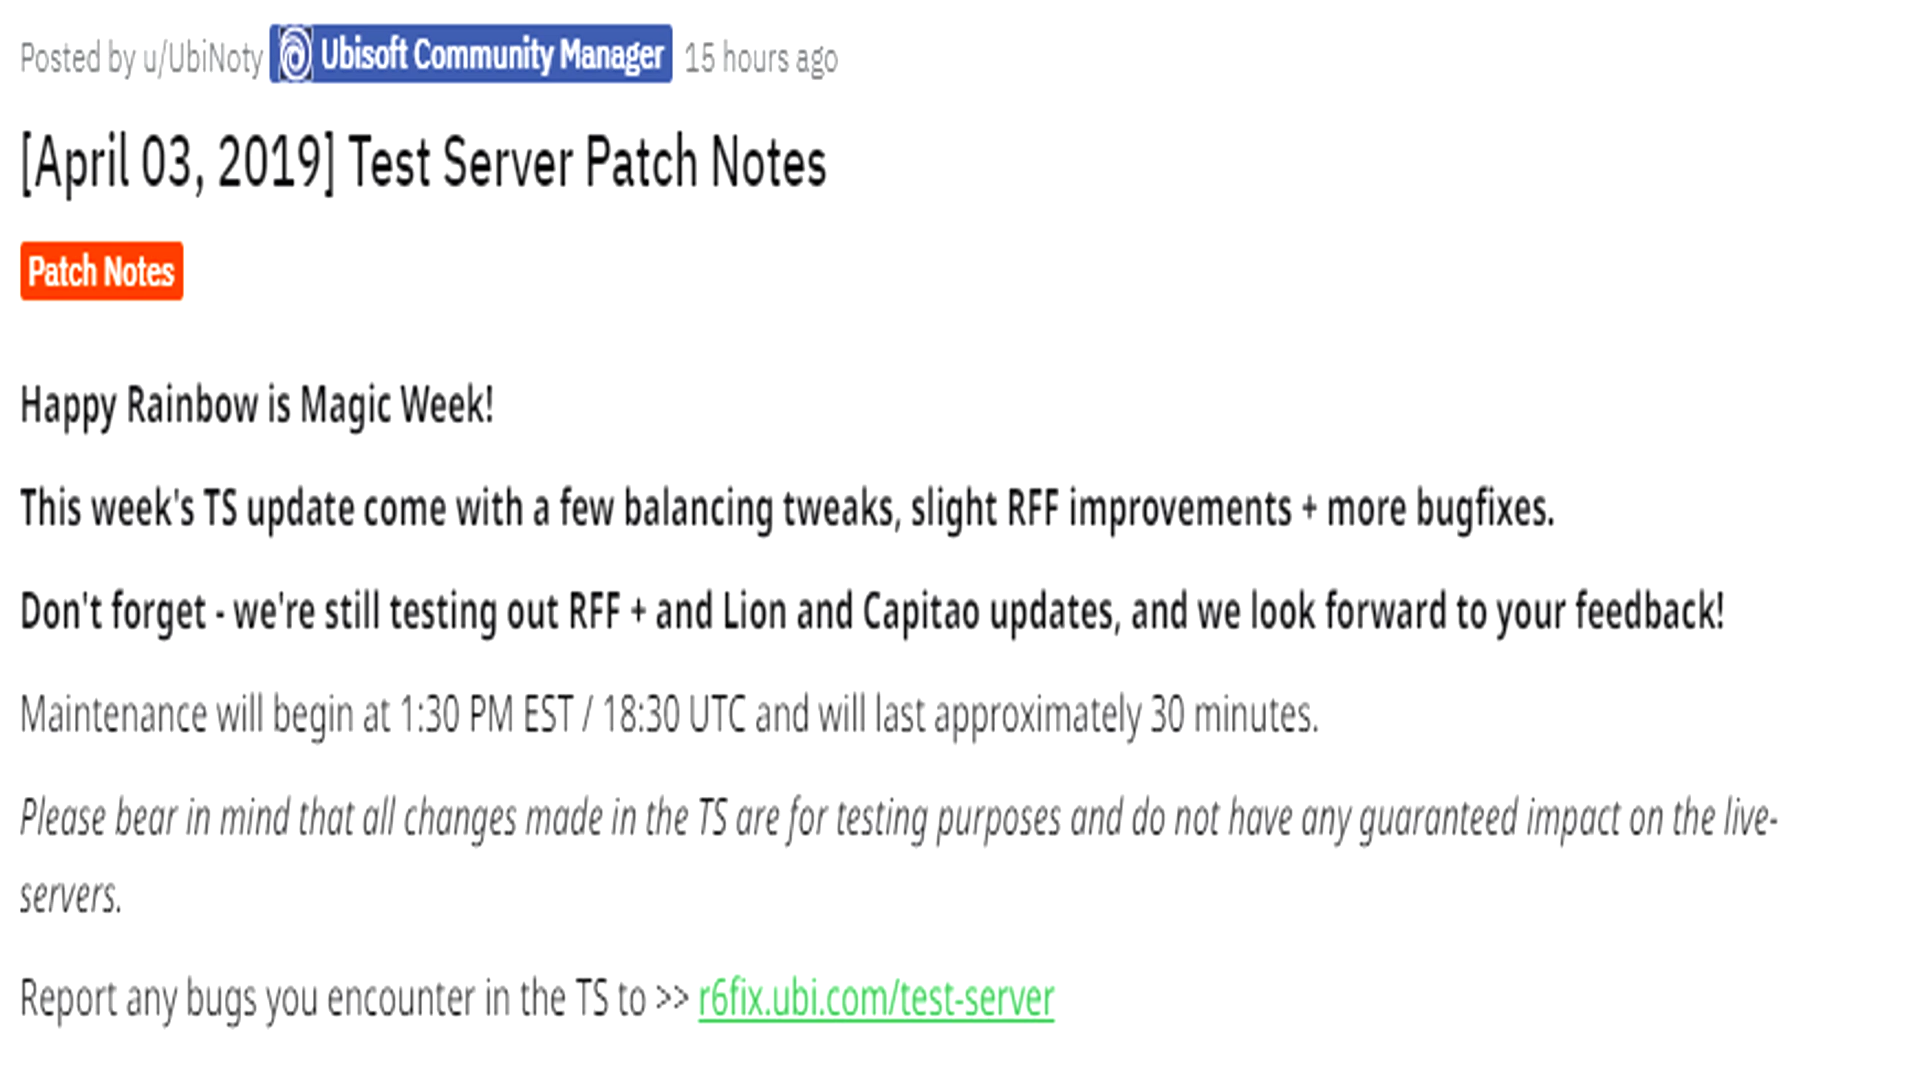 Posted by u/UbiNoty Ubisoft Community Manager 15 hours ago
[April 03, 2019] Test Server Patch Notes
Patch Notes
Happy Rainbow is Magic Week!
This week's TS update come with a few balancing tweaks, slight RFF improvements + more bugfixes.
Don't forget - we're still testing out RFF + and Lion and Capitao updates, and we look forward to your feedback!
Maintenance will begin at 1:30 PM EST / 18:30 UTC and will last approximately 30 minutes.
Please bear in mind that all changes made in the TS are for testing purposes and do not have any guaranteed impact on the live-
servers.
Report any bugs you encounter in the TS to >> r6fix.ubi.com/test-server